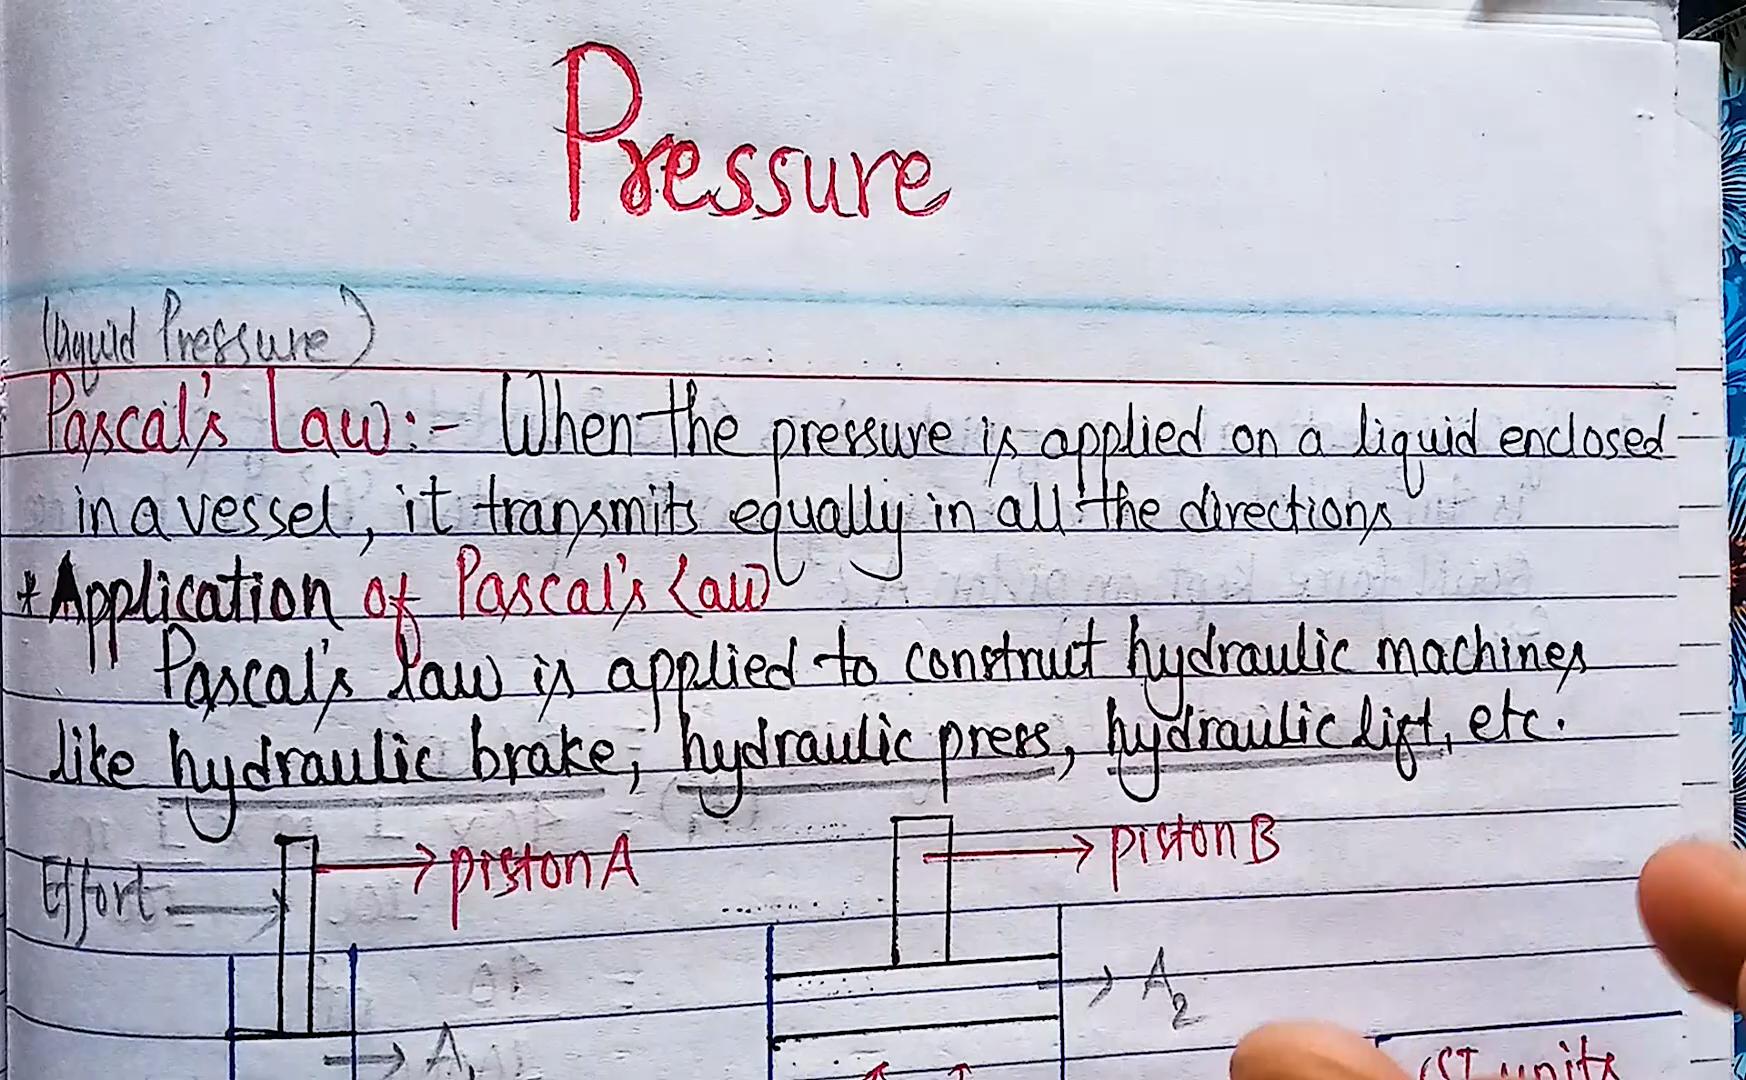 Pressure
(Liquid Pressure)
Pascal's Law:- When the pressure is applied on a liquid enclosed
in a vessel, it transmits equally in all the directions
* Application of Pascal's Law
Pascal's law is applied to construct hydraulic machines
like hydraulic brake, hydraulic press, hydraulic lift, etc.
Effort
piston A
piston B
A2
A1
(SI units